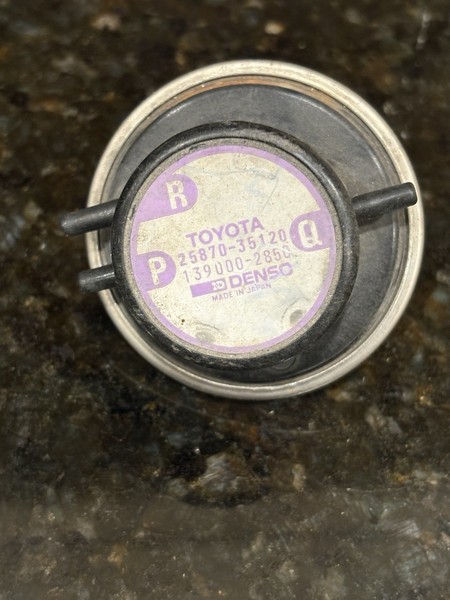 R
TOYOTA
25870-35120
Q
P
139000-2850
DENSO
MADE IN JAPAN